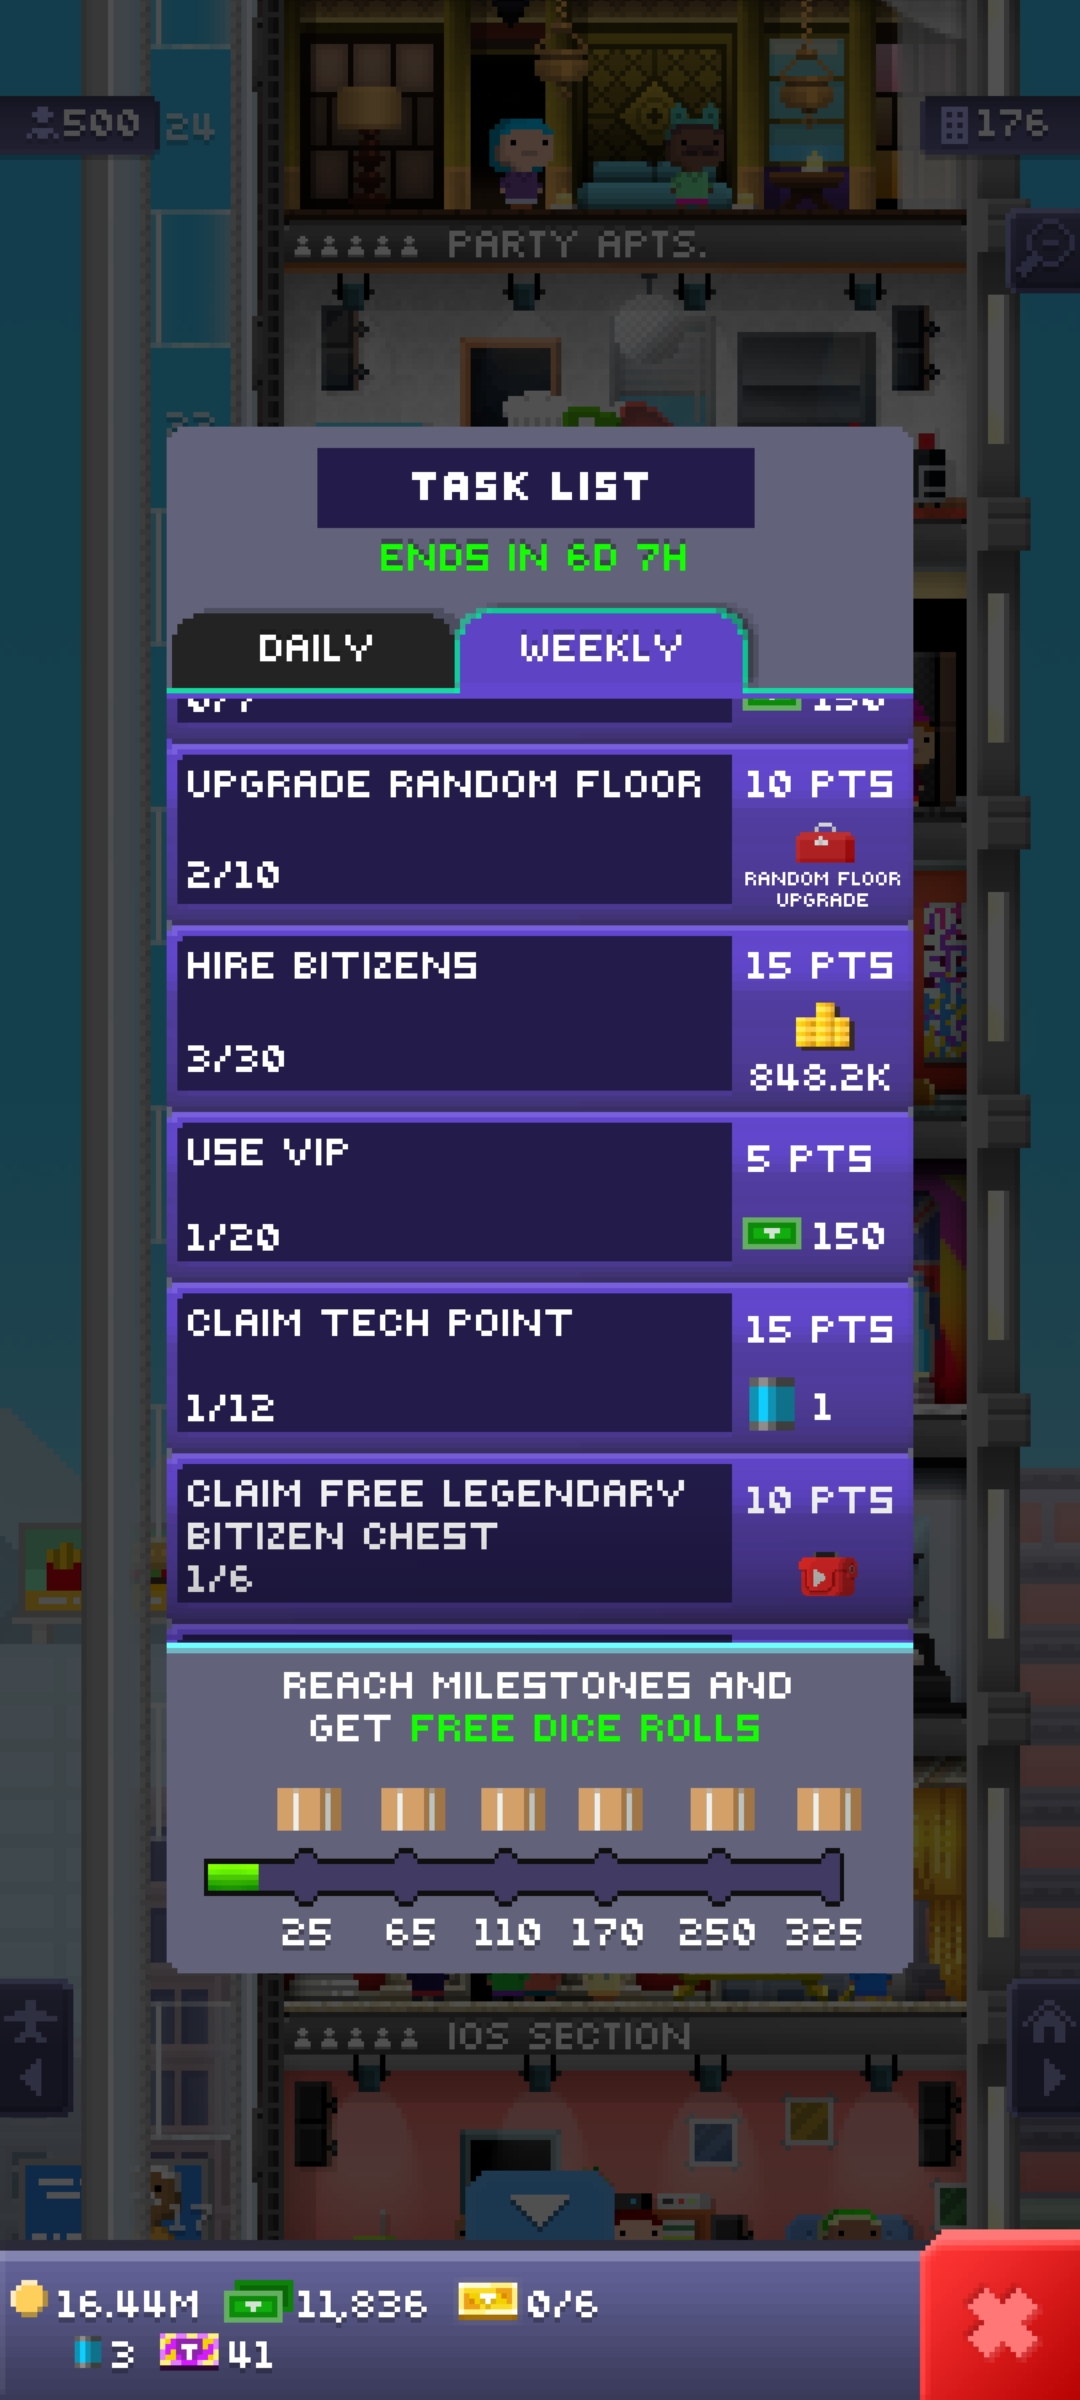 500
24
176
PARTY APTS.
TASK LIST
ENDS IN 6D 7H
DAILY
WEEKLY
0/7
150
UPGRADE RANDOM FLOOR
10 PTS
2/10
RANDOM FLOOR
UPGRADE
HIRE BITIZENS
15 PTS
3/30
848.2K
USE VIP
5 PTS
1/20
150
CLAIM TECH POINT
15 PTS
1/12
1
CLAIM FREE LEGENDARY
BITIZEN CHEST
10 PTS
1/6
REACH MILESTONES AND
GET FREE DICE ROLLS
25 65 110 170 250 325
IOS SECTION
17
16.44M 11,836 0/6
3 41